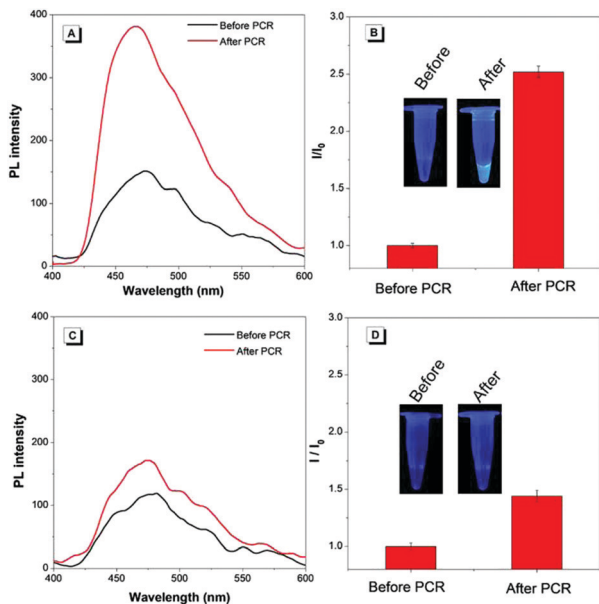 A
Before PCR
After PCR
400
300
200
100
0
PL intensity
400 450 500 550 600
Wavelength (nm)
B
3.0
2.5
2.0
1.5
1.0
I/I0
Before
After
Before PCR After PCR
C
Before PCR
After PCR
400
300
200
100
0
PL intensity
400 450 500 550 600
Wavelength (nm)
D
3.0
2.5
2.0
1.5
1.0
I / I0
Before
After
Before PCR After PCR